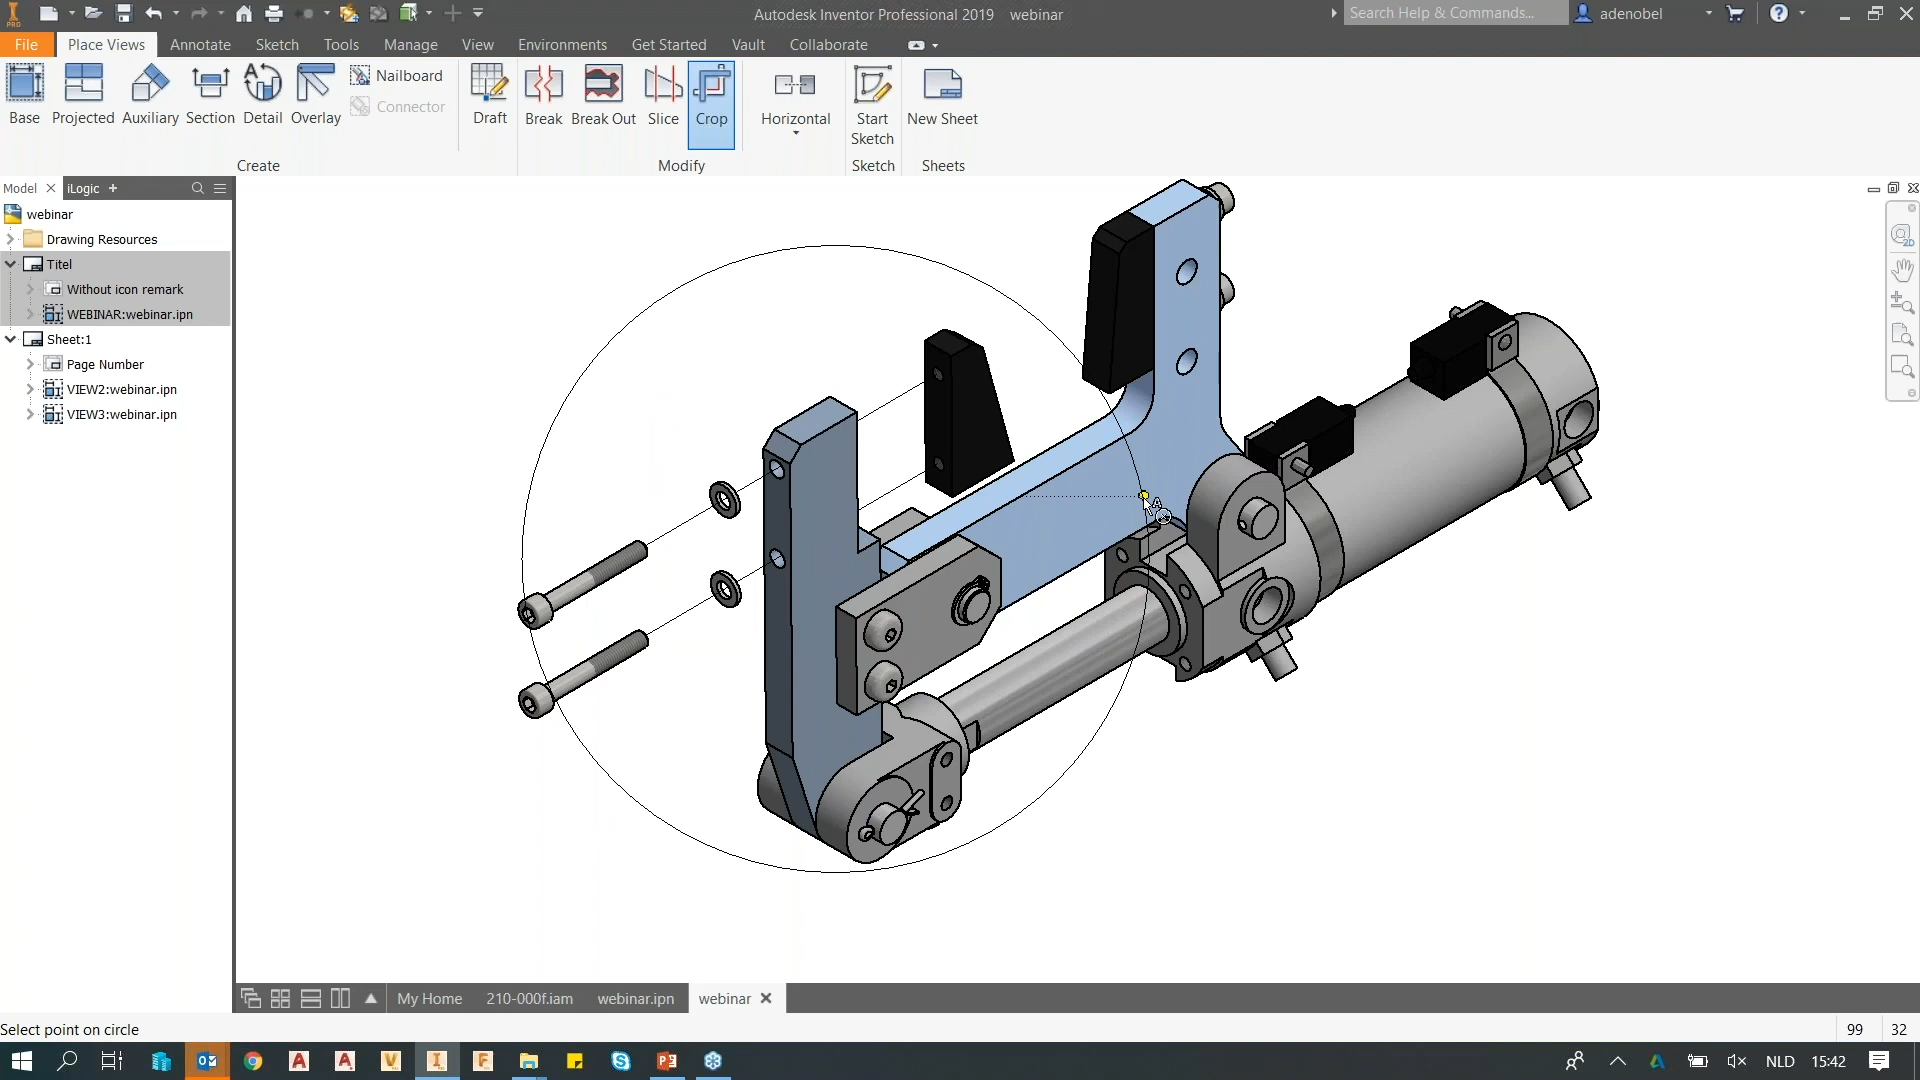 PRO
Autodesk Inventor Professional 2019 webinar
Search Help & Commands...
adenobel
File Place Views Annotate Sketch Tools Manage View Environments Get Started Vault Collaborate
Base
Projected
Auxiliary
Section
Detail
Overlay
Nailboard
Connector
Draft
Break
Break Out
Slice
Crop
Horizontal
Start
Sketch
New Sheet
Create
Modify
Sketch
Sheets
Model
iLogic
webinar
Drawing Resources
Titel
Without icon remark
WEBINAR:webinar.ipn
Sheet:1
Page Number
VIEW2:webinar.ipn
VIEW3:webinar.ipn
2D
A
My Home 210-000f.iam webinar.ipn webinar
Select point on circle
99 32
NLD 15:42